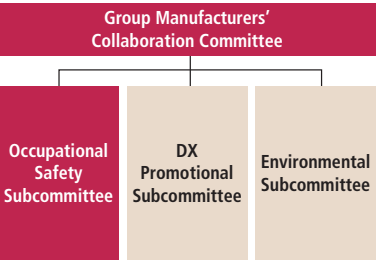 Group Manufacturers’
Collaboration Committee
Occupational
Safety
Subcommittee
DX
Promotional
Subcommittee
Environmental
Subcommittee